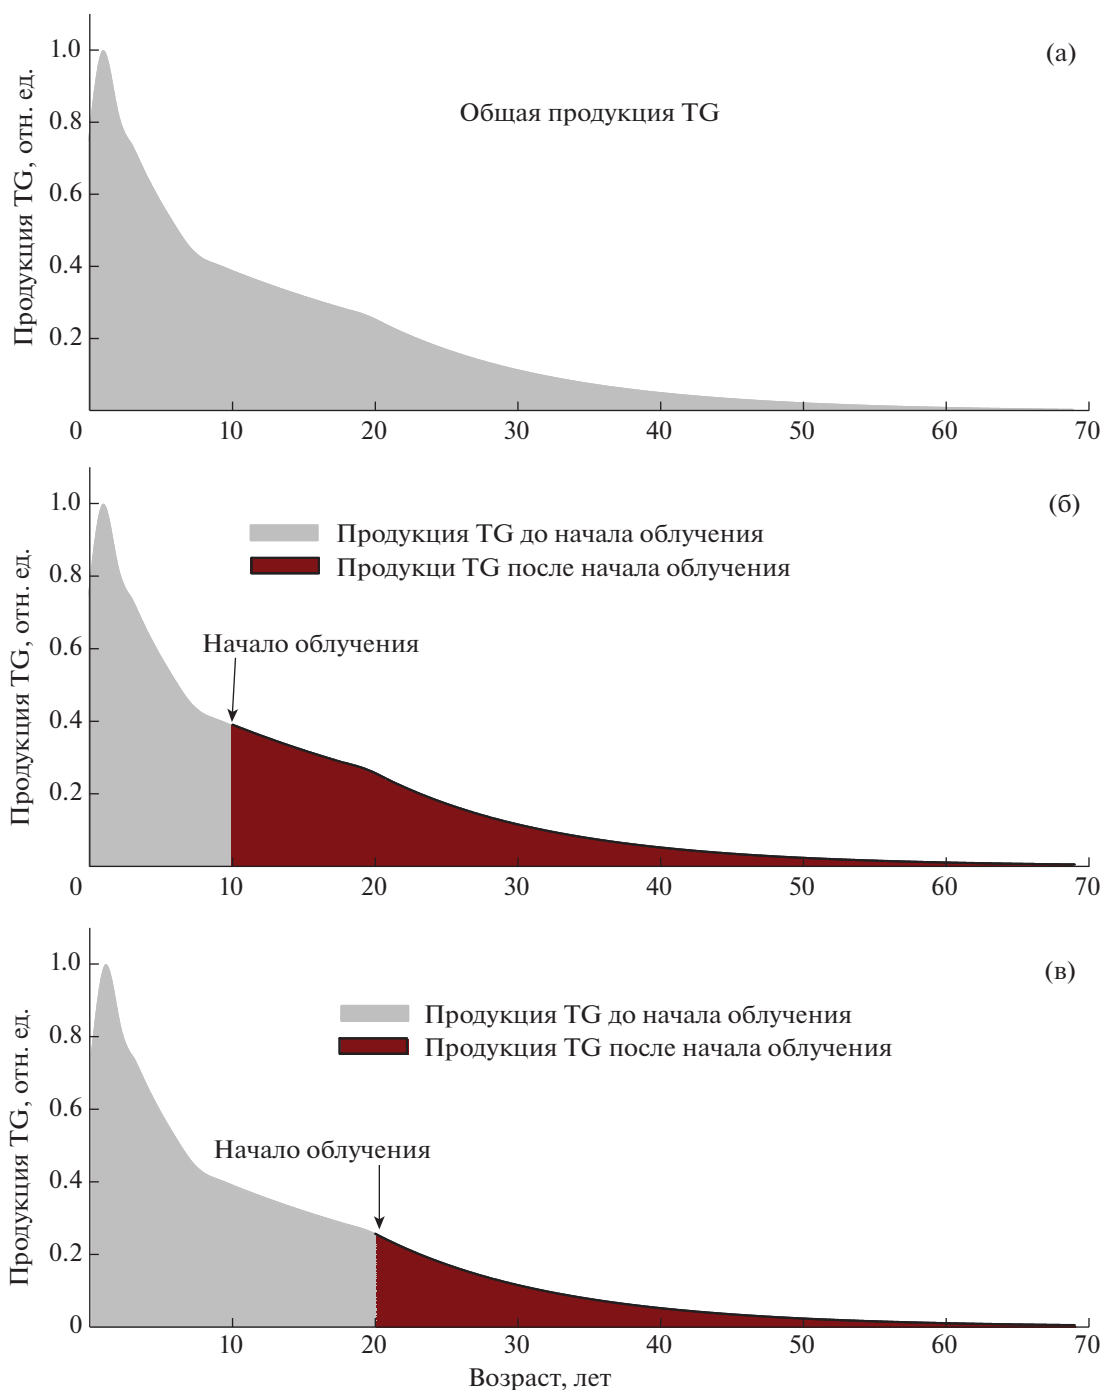 (а)
Общая продукция TG
Продукция TG, отн. ед.
1.0
0.8
0.6
0.4
0.2
0 10 20 30 40 50 60 70
(б)
Продукция TG до начала облучения
Продукци TG после начала облучения
Начало облучения
Продукция TG, отн. ед.
1.0
0.8
0.6
0.4
0.2
0 10 20 30 40 50 60 70
(в)
Продукция TG до начала облучения
Продукция TG после начала облучения
Начало облучения
Продукция TG, отн. ед.
1.0
0.8
0.6
0.4
0.2
0
10 20 30 40 50 60 70
Возраст, лет